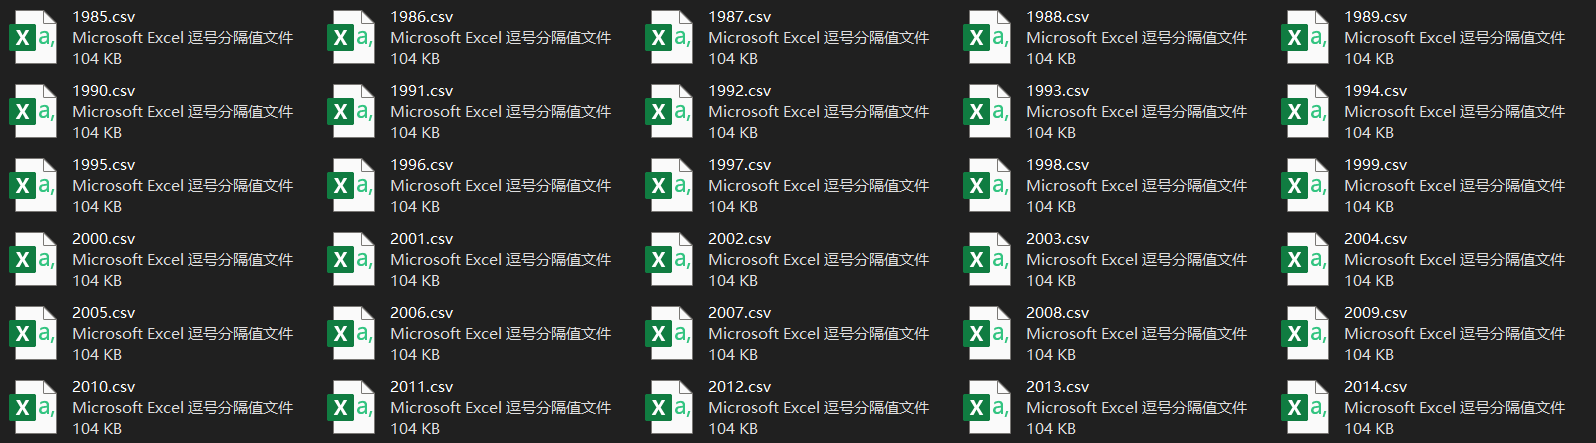 1985.csv
Microsoft Excel 逗号分隔值文件
104 KB
1986.csv
Microsoft Excel 逗号分隔值文件
104 KB
1987.csv
Microsoft Excel 逗号分隔值文件
104 KB
1988.csv
Microsoft Excel 逗号分隔值文件
104 KB
1989.csv
Microsoft Excel 逗号分隔值文件
104 KB
1990.csv
Microsoft Excel 逗号分隔值文件
104 KB
1991.csv
Microsoft Excel 逗号分隔值文件
104 KB
1992.csv
Microsoft Excel 逗号分隔值文件
104 KB
1993.csv
Microsoft Excel 逗号分隔值文件
104 KB
1994.csv
Microsoft Excel 逗号分隔值文件
104 KB
1995.csv
Microsoft Excel 逗号分隔值文件
104 KB
1996.csv
Microsoft Excel 逗号分隔值文件
104 KB
1997.csv
Microsoft Excel 逗号分隔值文件
104 KB
1998.csv
Microsoft Excel 逗号分隔值文件
104 KB
1999.csv
Microsoft Excel 逗号分隔值文件
104 KB
2000.csv
Microsoft Excel 逗号分隔值文件
104 KB
2001.csv
Microsoft Excel 逗号分隔值文件
104 KB
2002.csv
Microsoft Excel 逗号分隔值文件
104 KB
2003.csv
Microsoft Excel 逗号分隔值文件
104 KB
2004.csv
Microsoft Excel 逗号分隔值文件
104 KB
2005.csv
Microsoft Excel 逗号分隔值文件
104 KB
2006.csv
Microsoft Excel 逗号分隔值文件
104 KB
2007.csv
Microsoft Excel 逗号分隔值文件
104 KB
2008.csv
Microsoft Excel 逗号分隔值文件
104 KB
2009.csv
Microsoft Excel 逗号分隔值文件
104 KB
2010.csv
Microsoft Excel 逗号分隔值文件
104 KB
2011.csv
Microsoft Excel 逗号分隔值文件
104 KB
2012.csv
Microsoft Excel 逗号分隔值文件
104 KB
2013.csv
Microsoft Excel 逗号分隔值文件
104 KB
2014.csv
Microsoft Excel 逗号分隔值文件
104 KB